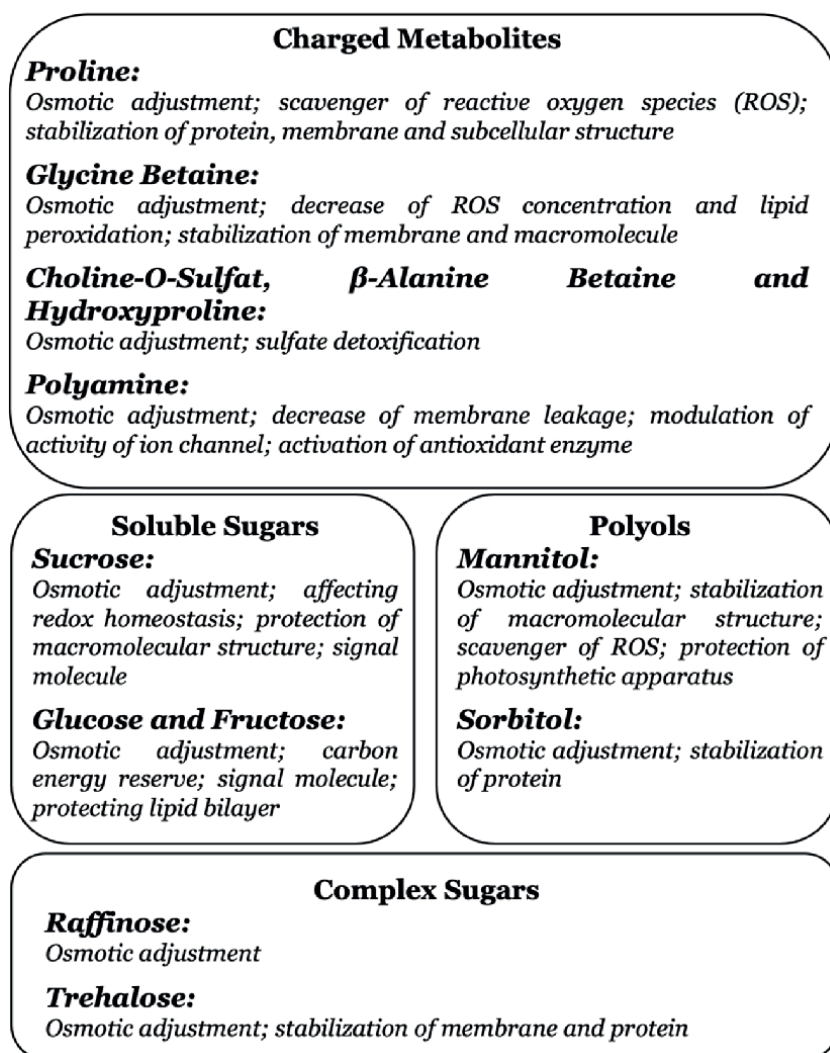 Charged Metabolites
Proline:
Osmotic adjustment; scavenger of reactive oxygen species (ROS);
stabilization of protein, membrane and subcellular structure
Glycine Betaine:
Osmotic adjustment; decrease of ROS concentration and lipid
peroxidation; stabilization of membrane and macromolecule
Choline-O-Sulfat, β-Alanine Betaine and
Hydroxyproline:
Osmotic adjustment; sulfate detoxification
Polyamine:
Osmotic adjustment; decrease of membrane leakage; modulation of
activity of ion channel; activation of antioxidant enzyme
Soluble Sugars
Sucrose:
Osmotic adjustment; affecting
redox homeostasis; protection of
macromolecular structure; signal
molecule
Glucose and Fructose:
Osmotic adjustment; carbon
energy reserve; signal molecule;
protecting lipid bilayer
Polyols
Mannitol:
Osmotic adjustment; stabilization
of macromolecular structure;
scavenger of ROS; protection of
photosynthetic apparatus
Sorbitol:
Osmotic adjustment; stabilization
of protein
Complex Sugars
Raffinose:
Osmotic adjustment
Trehalose:
Osmotic adjustment; stabilization of membrane and protein